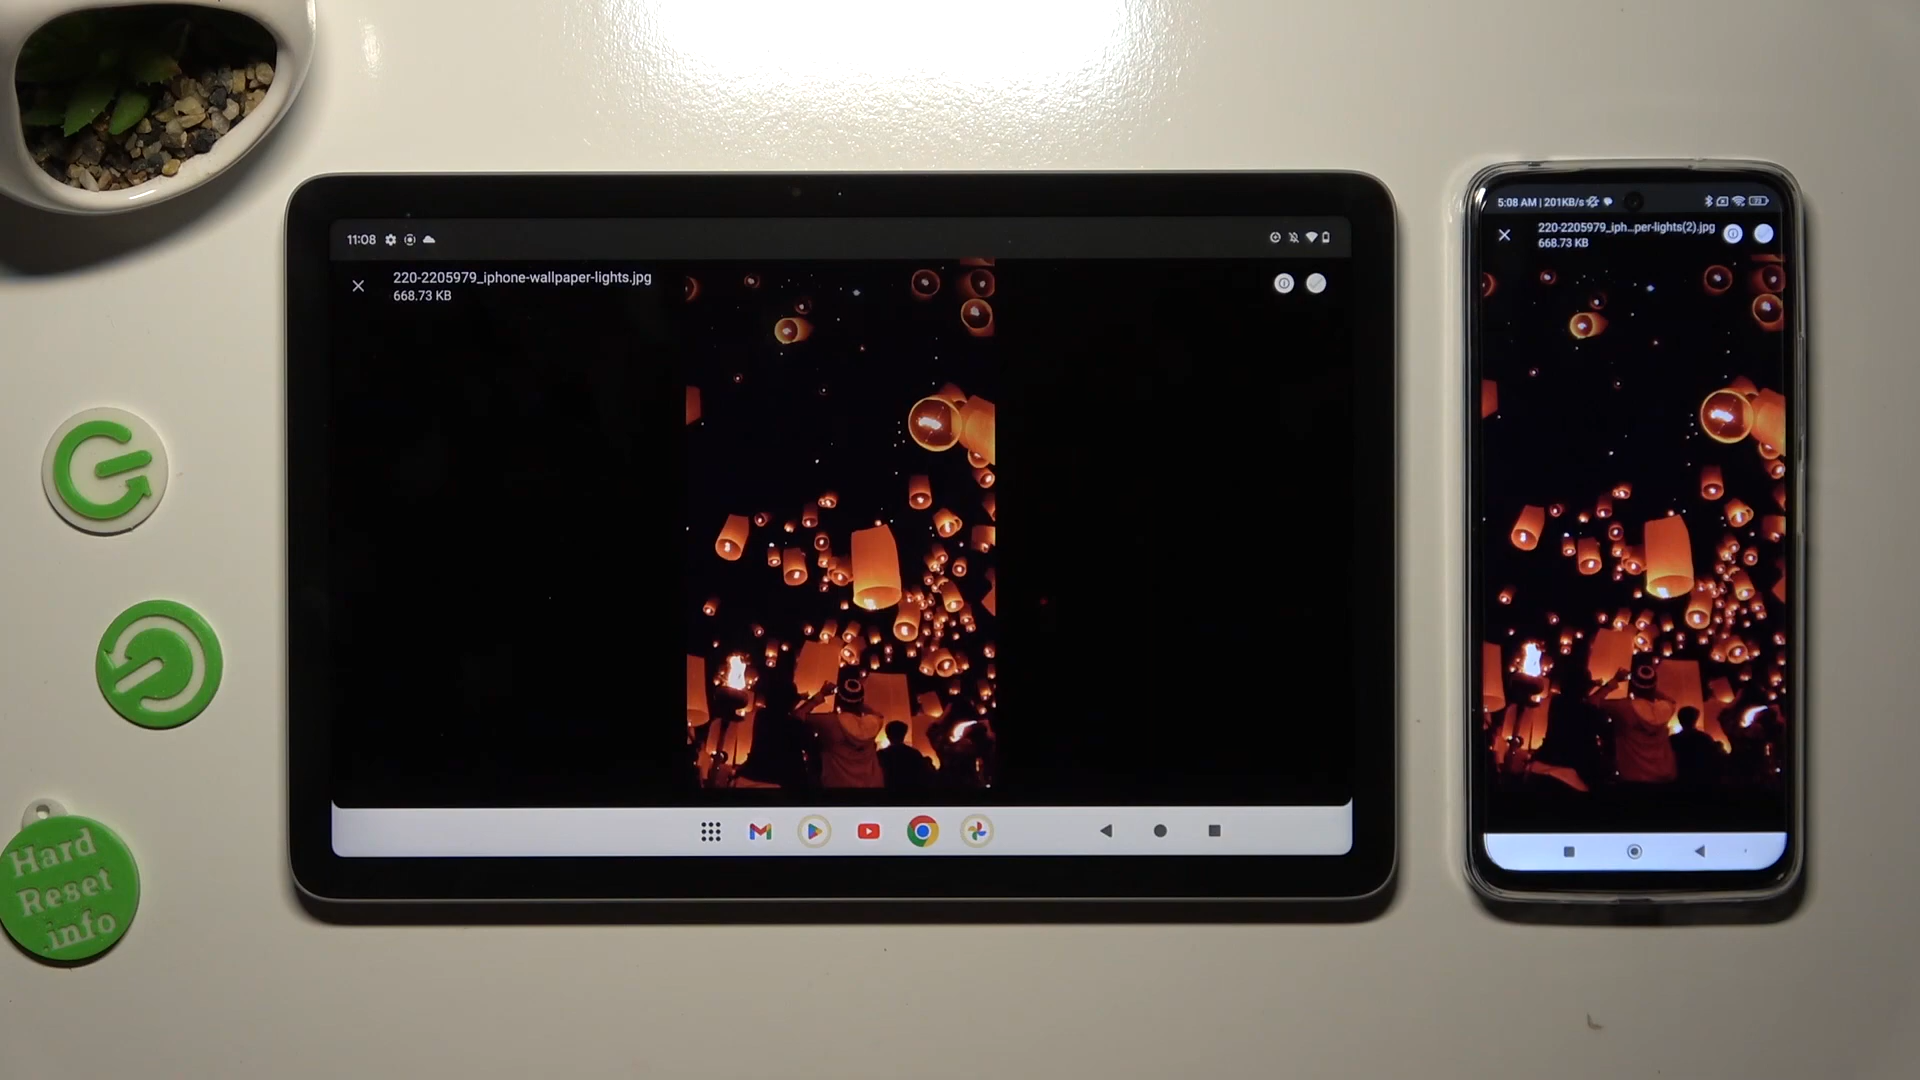 11:08
220-2205979_iphone-wallpaper-lights.jpg
668.73 KB
5:08 AM | 201KB/s
220-2205979_iph...per-lights(2).jpg
668.73 KB
Hard
Reset
.info